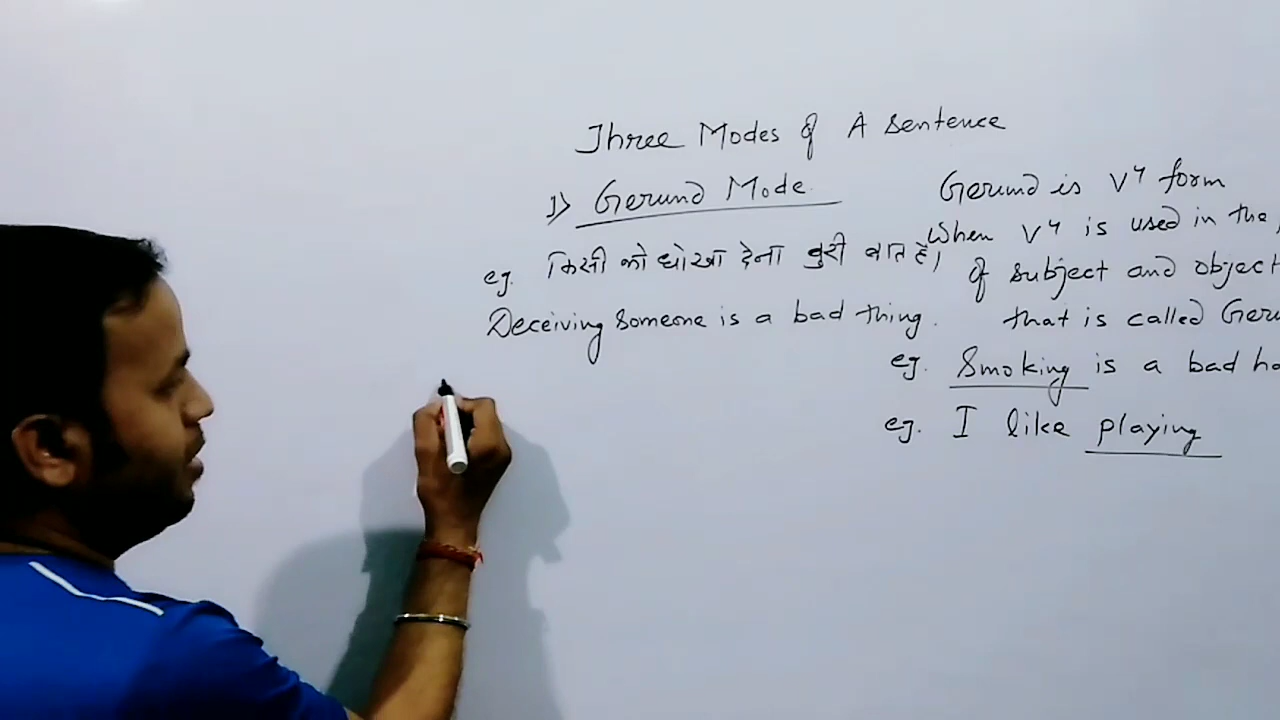 Three Modes of A Sentence
1) Gerund Mode
eg. किसी को धोखा देना बुरी बात है।
Deceiving someone is a bad thing.
Gerund is V4 form
When V4 is used in the
of subject and object
that is called
eg. Smoking is a bad
eg. I like playing